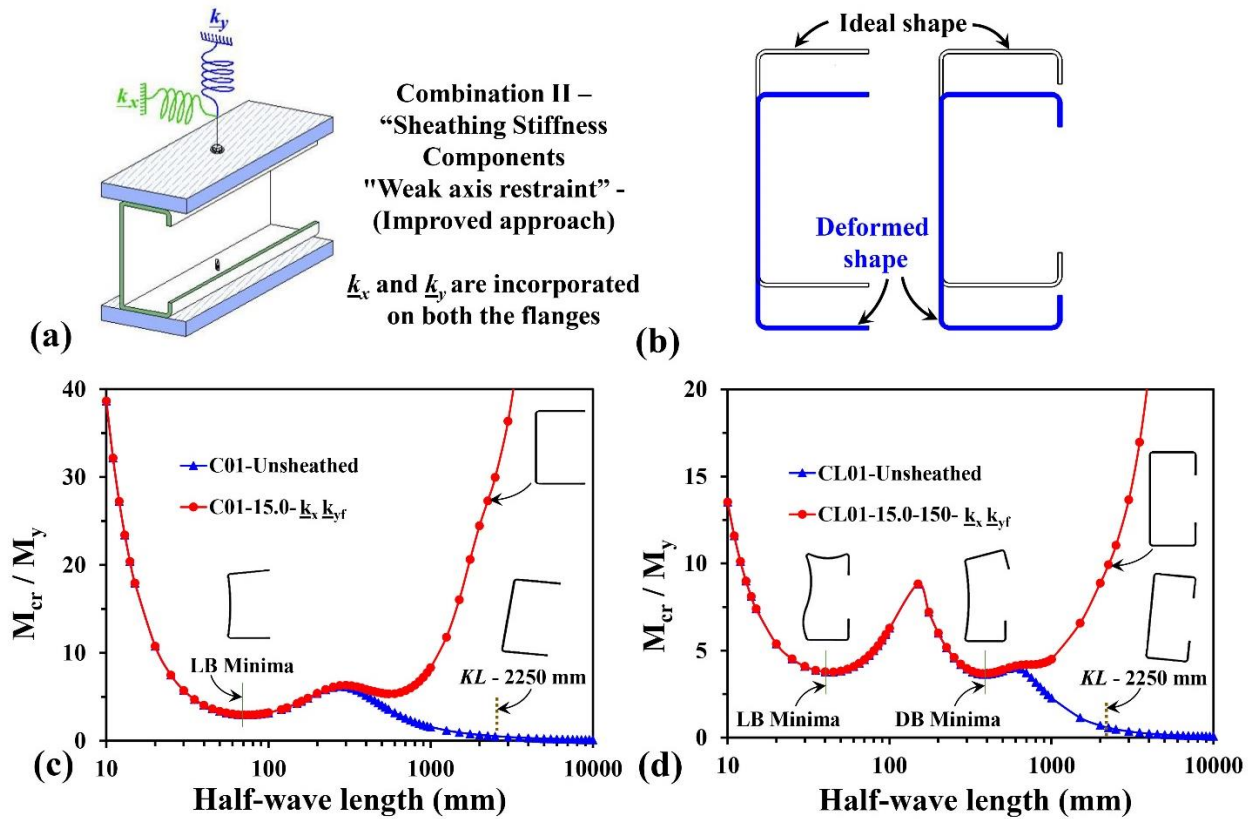 k_y
k_x
Combination II –
“Sheathing Stiffness
Components
"Weak axis restraint” -
(Improved approach)
k_x and k_y are incorporated
on both the flanges
(a)
Ideal shape
Deformed
shape
(b)
M_cr / M_y
40
30
20
10
0
C01-Unsheathed
C01-15.0- k_x k_yf
LB Minima
KL - 2250 mm
10
100
1000
10000
Half-wave length (mm)
(c)
M_cr / M_y
20
15
10
5
0
CL01-Unsheathed
CL01-15.0-150- k_x k_yf
LB Minima
DB Minima
KL - 2250 mm
10
100
1000
10000
Half-wave length (mm)
(d)